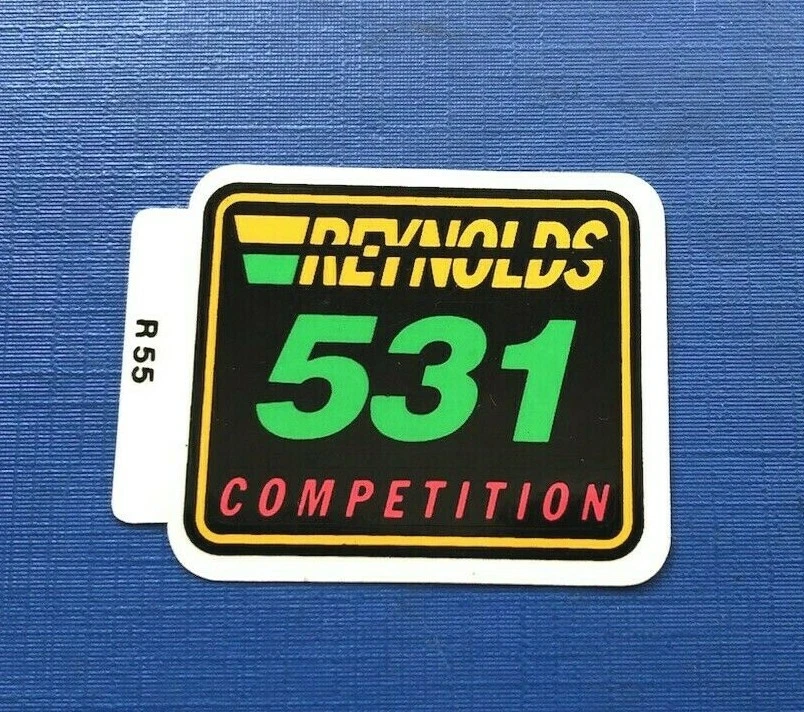 REYNOLDS
531
COMPETITION
R 55